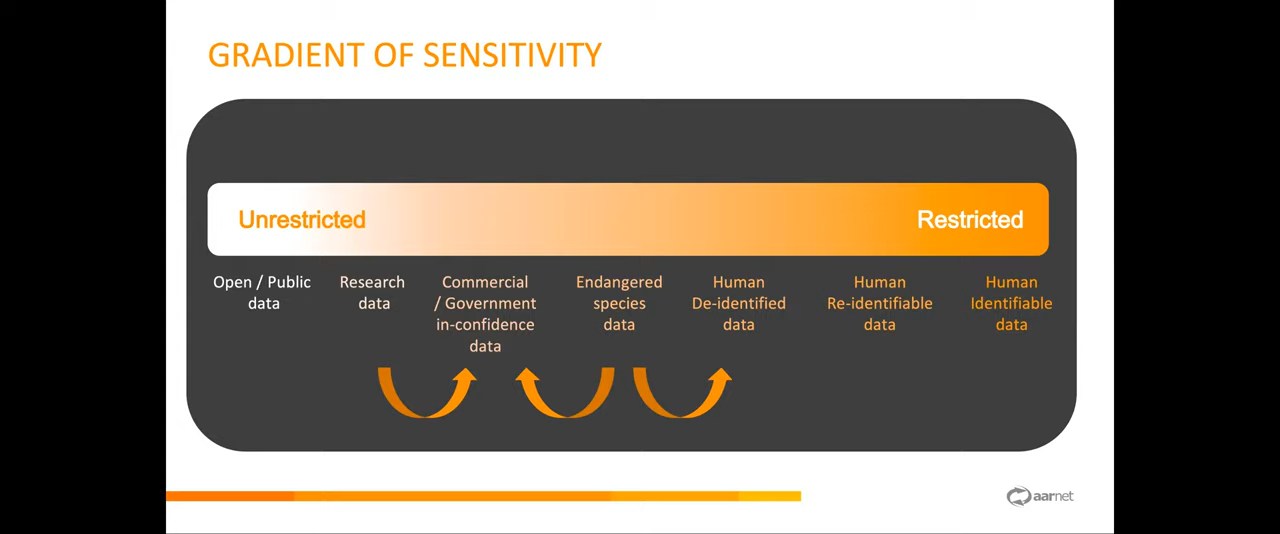 GRADIENT OF SENSITIVITY
Unrestricted
Restricted
Open / Public
data
Research
data
Commercial
/ Government
in-confidence
data
Endangered
species
data
Human
De-identified
data
Human
Re-identifiable
data
Human
Identifiable
data
aarnet